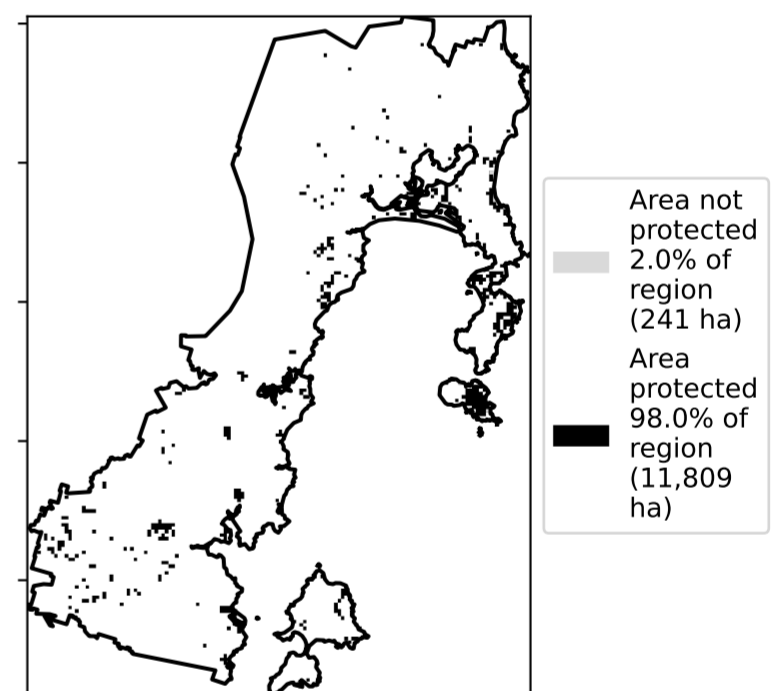 Area not
protected
2.0% of
region
(241 ha)
Area
protected
98.0% of
region
(11,809
ha)